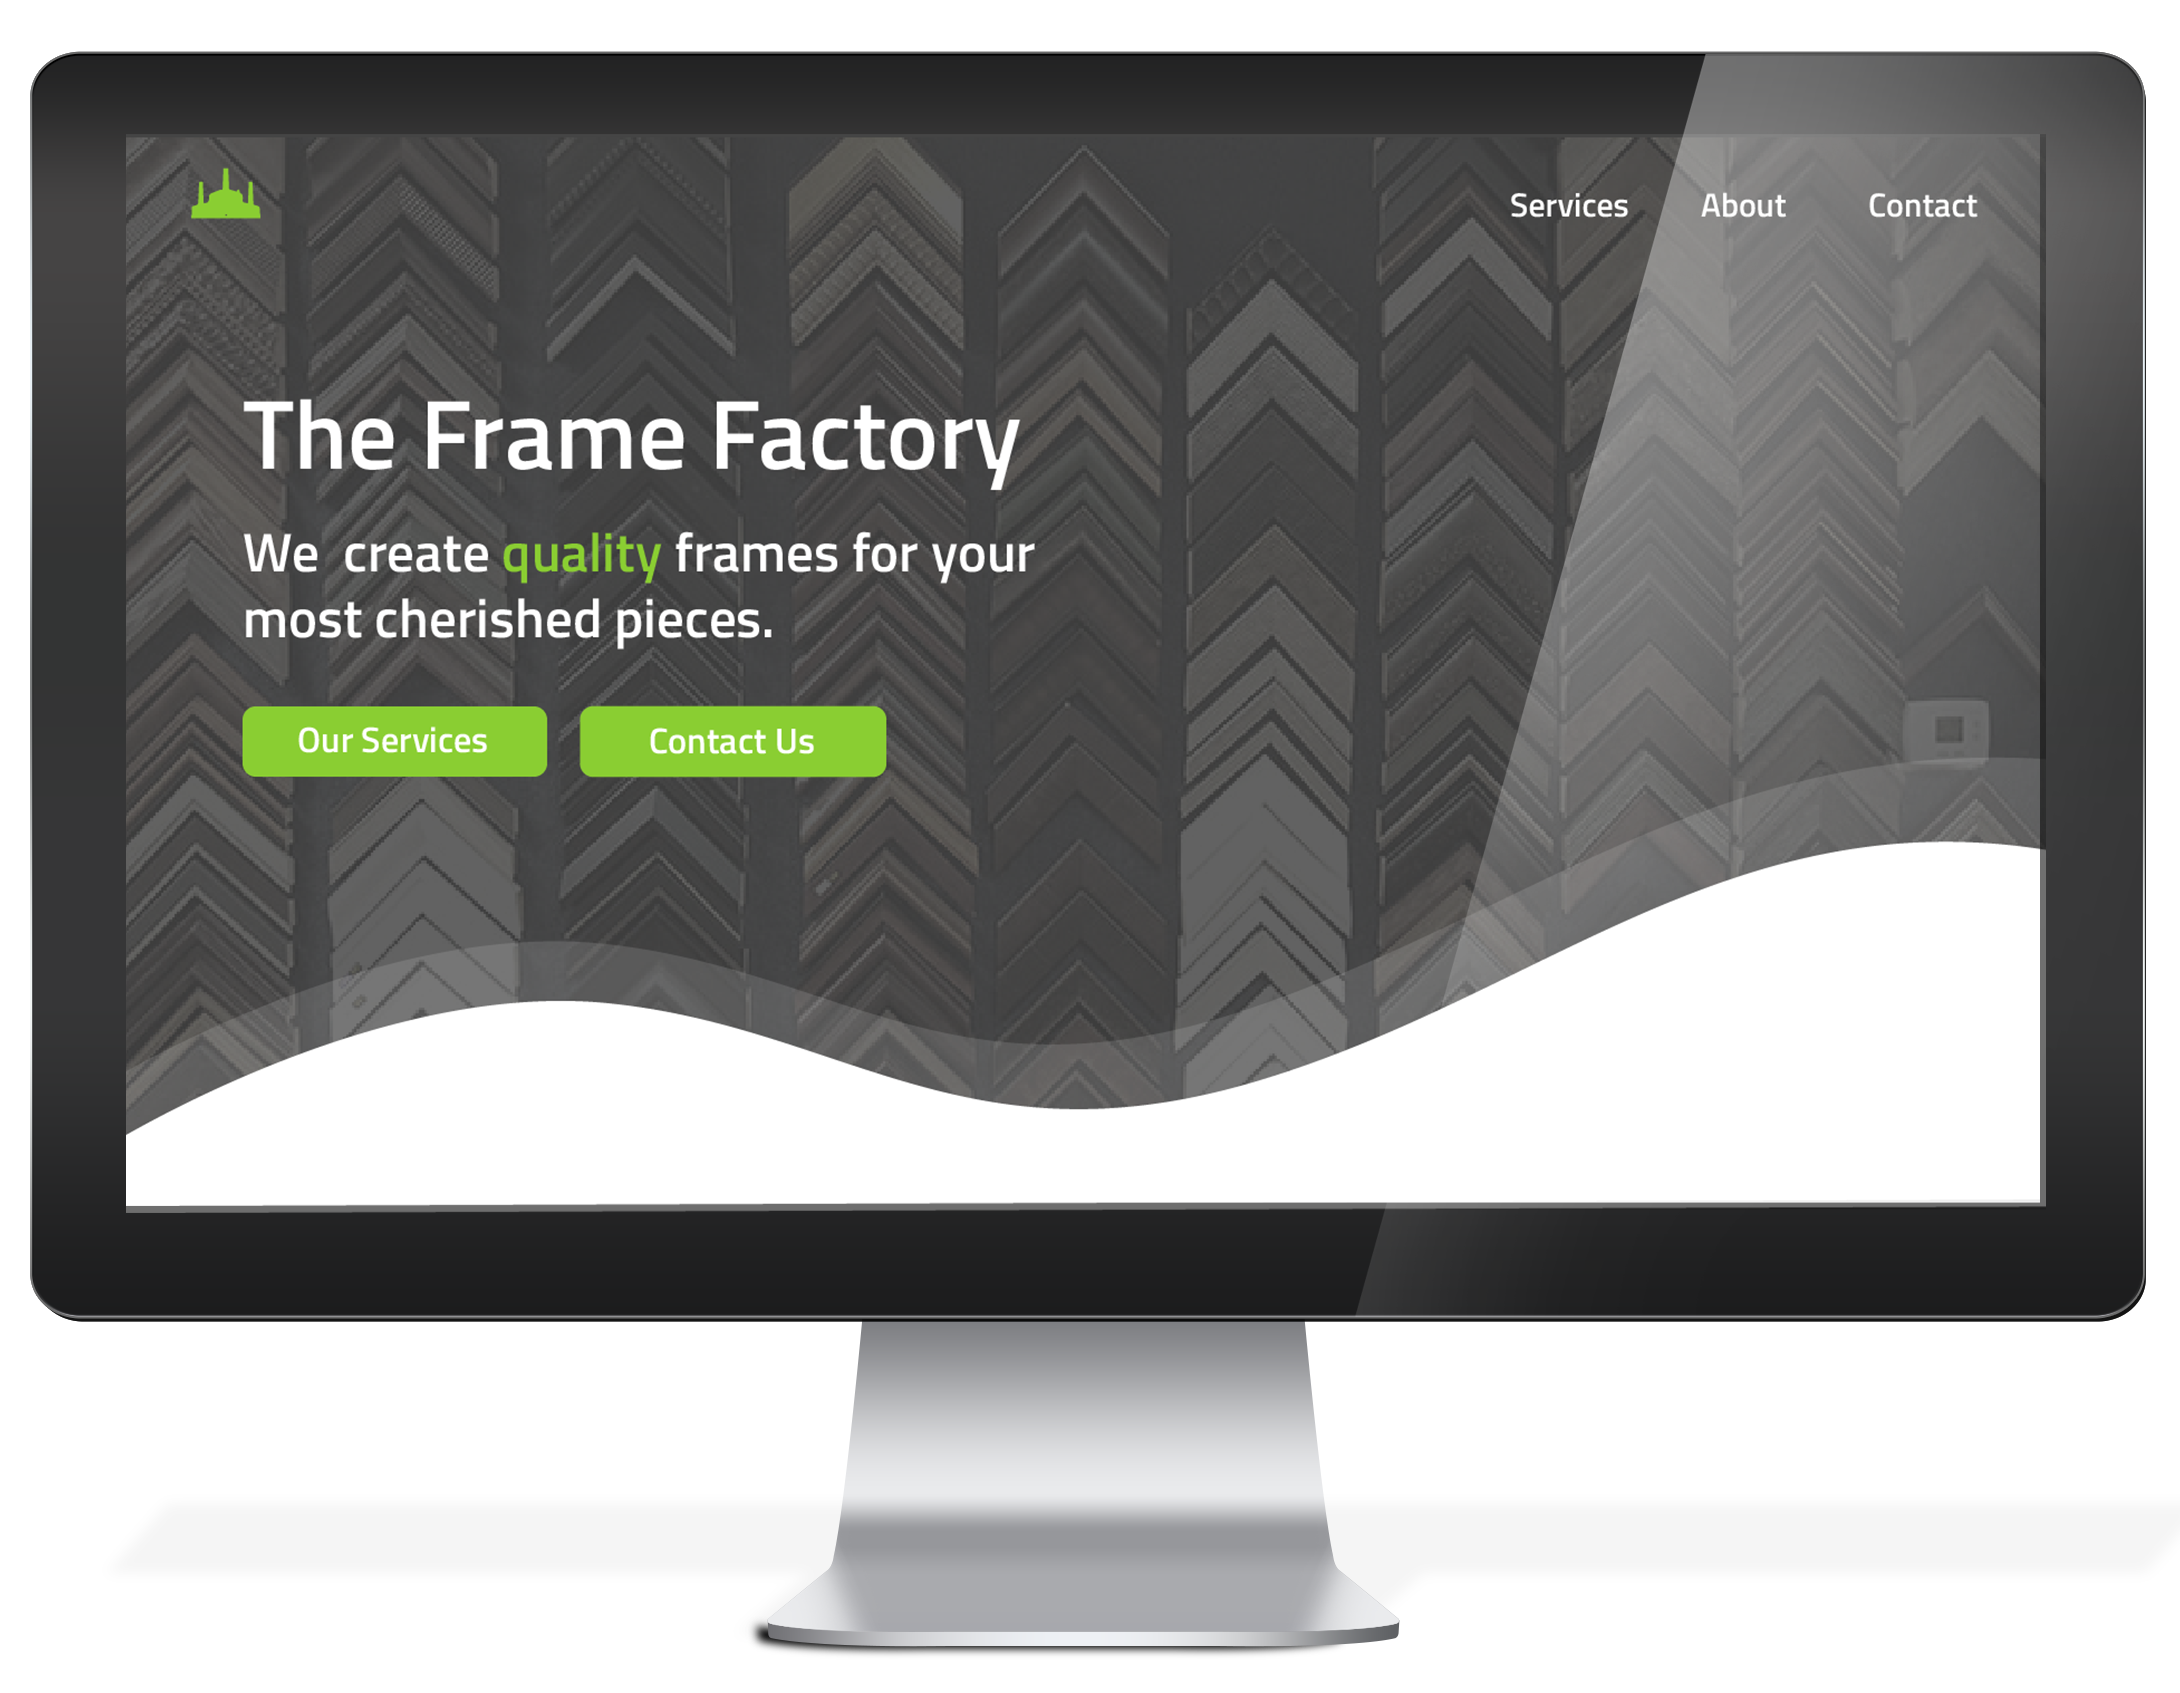 Services About Contact
The Frame Factory
We create quality frames for your
most cherished pieces.
Our Services Contact Us